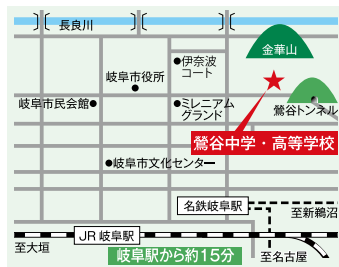 長良川
金華山
伊奈波
コート
岐阜市役所
岐阜市民会館
ミレニアム
グランド
鶯谷トンネル
鶯谷中学・高等学校
岐阜市文化センター
名鉄岐阜駅
至新鵜沼
JR 岐阜駅
至大垣
岐阜駅から約15分
至名古屋